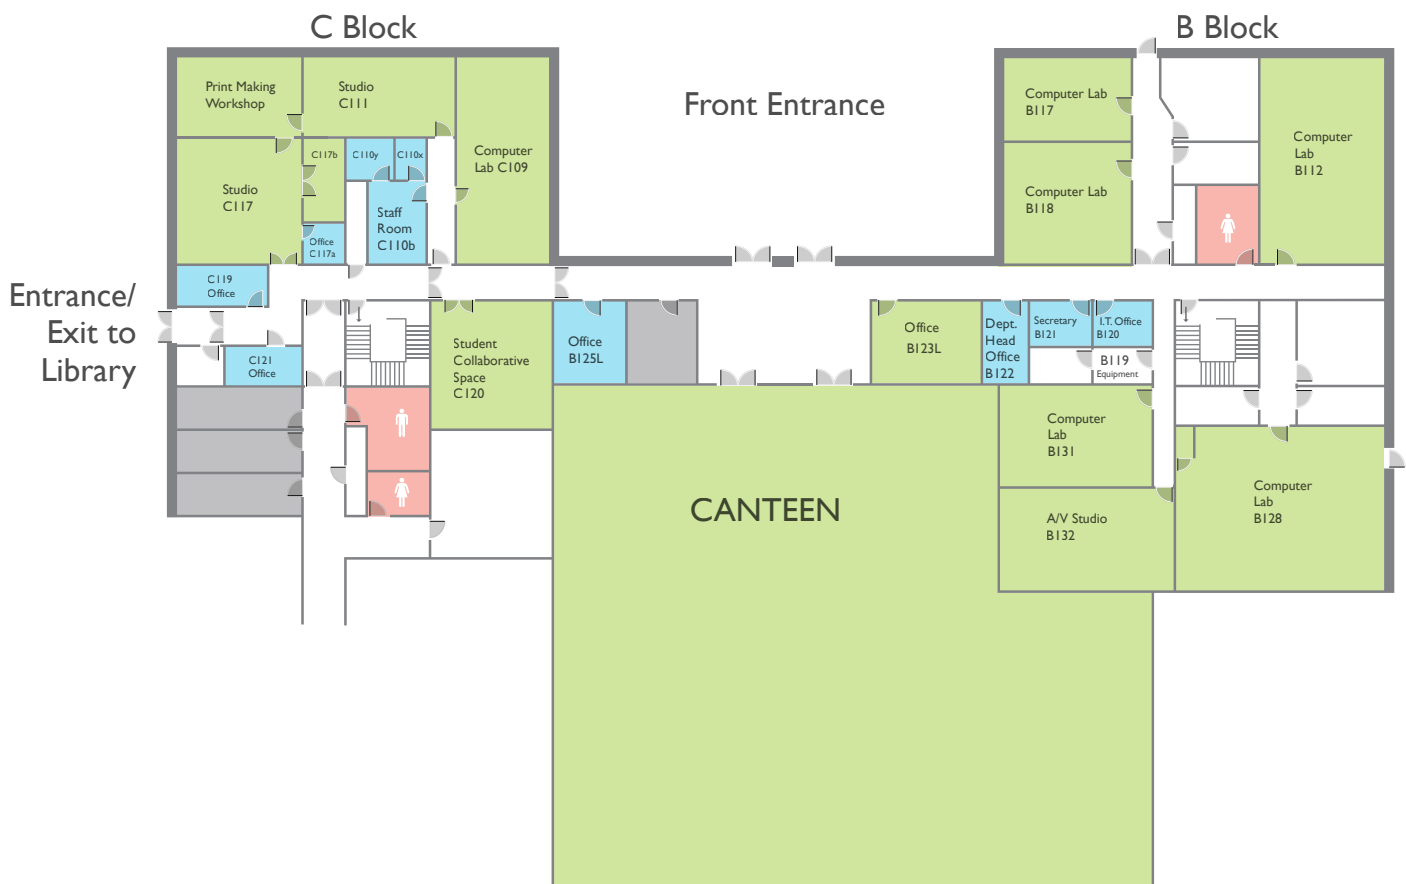 C Block
B Block
Front Entrance
Print Making
Workshop
Studio
C111
Computer
Lab C109
C117b
C110y
C110x
Studio
C117
Staff
Room
C110b
Office
C117a
C119
Office
Entrance/
Exit to
Library
C121
Office
Student
Collaborative
Space
C120
Office
B125L
Computer Lab
B117
Computer Lab
B118
Computer
Lab
B112
Office
B123L
Dept.
Head
Office
B122
Secretary
B121
I.T. Office
B120
B119
Equipment
Computer
Lab
B131
CANTEEN
A/V Studio
B132
Computer
Lab
B128